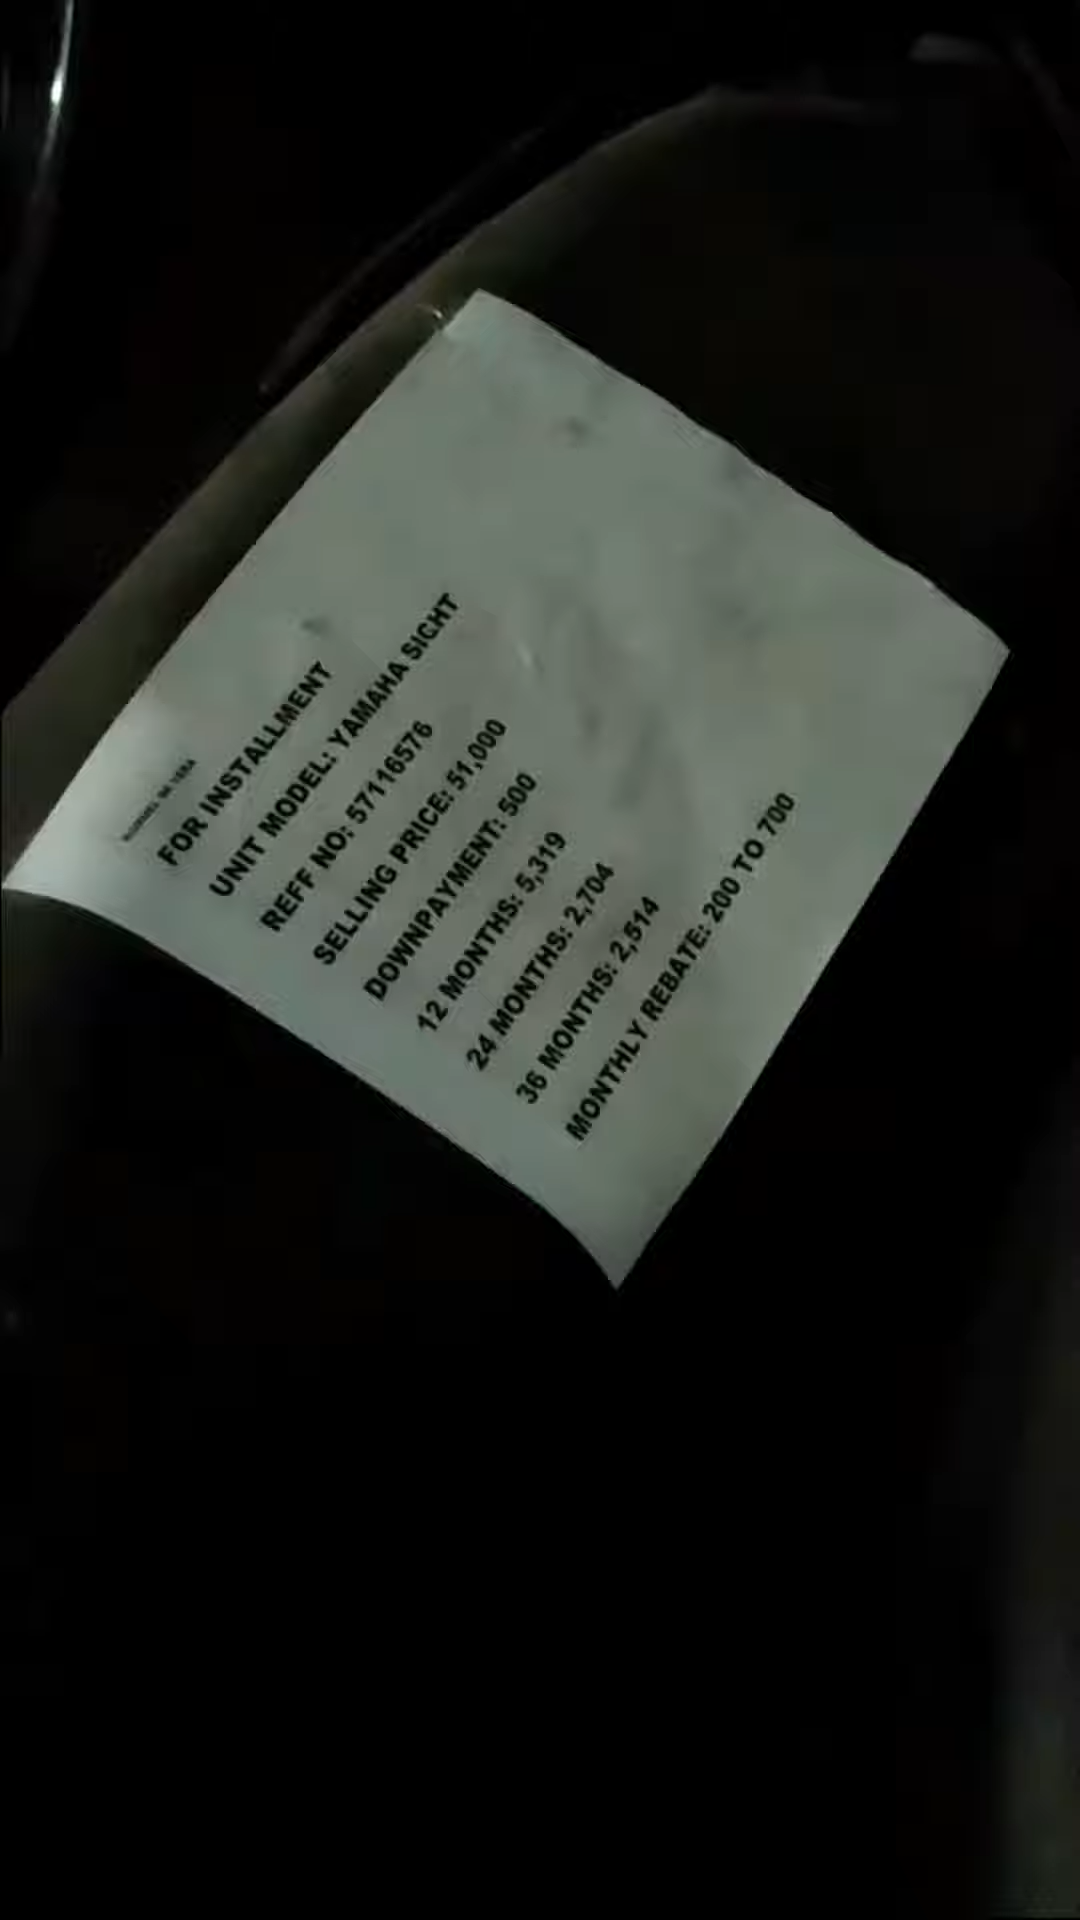 FOR INSTALLMENT
UNIT MODEL: YAMAHA SIGHT
REFF NO: 57116576
SELLING PRICE: 51,000
DOWNPAYMENT: 500
12 MONTHS: 5,319
24 MONTHS: 2,704
36 MONTHS: 2,514
MONTHLY REBATE: 200 TO 700